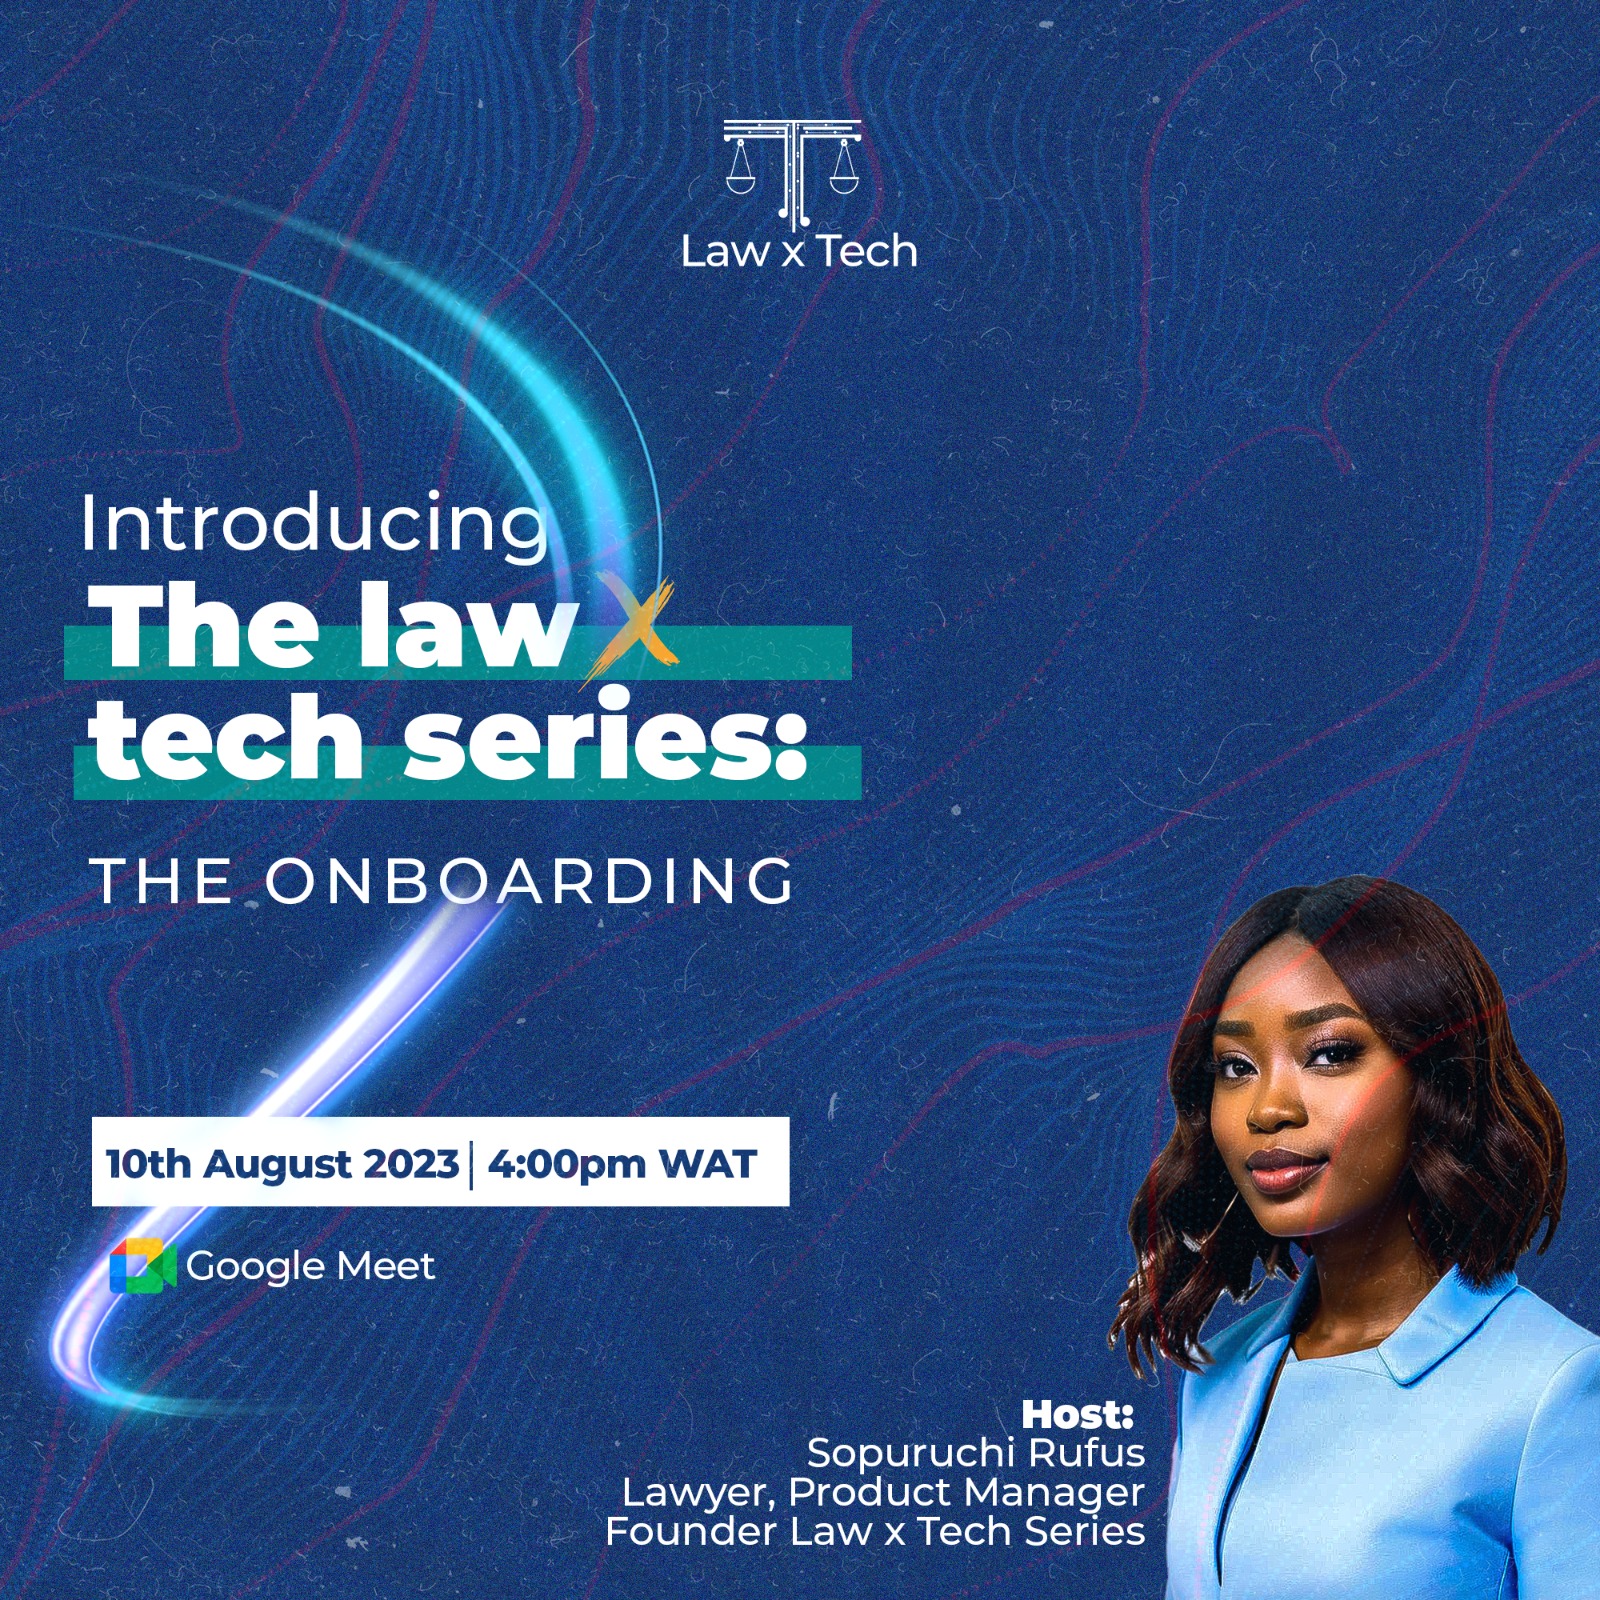 Law x Tech
Introducing
The law x
tech series:
THE ONBOARDING
10th August 2023 | 4:00pm WAT
Google Meet
Host:
Sopuruchi Rufus
Lawyer, Product Manager
Founder Law x Tech Series